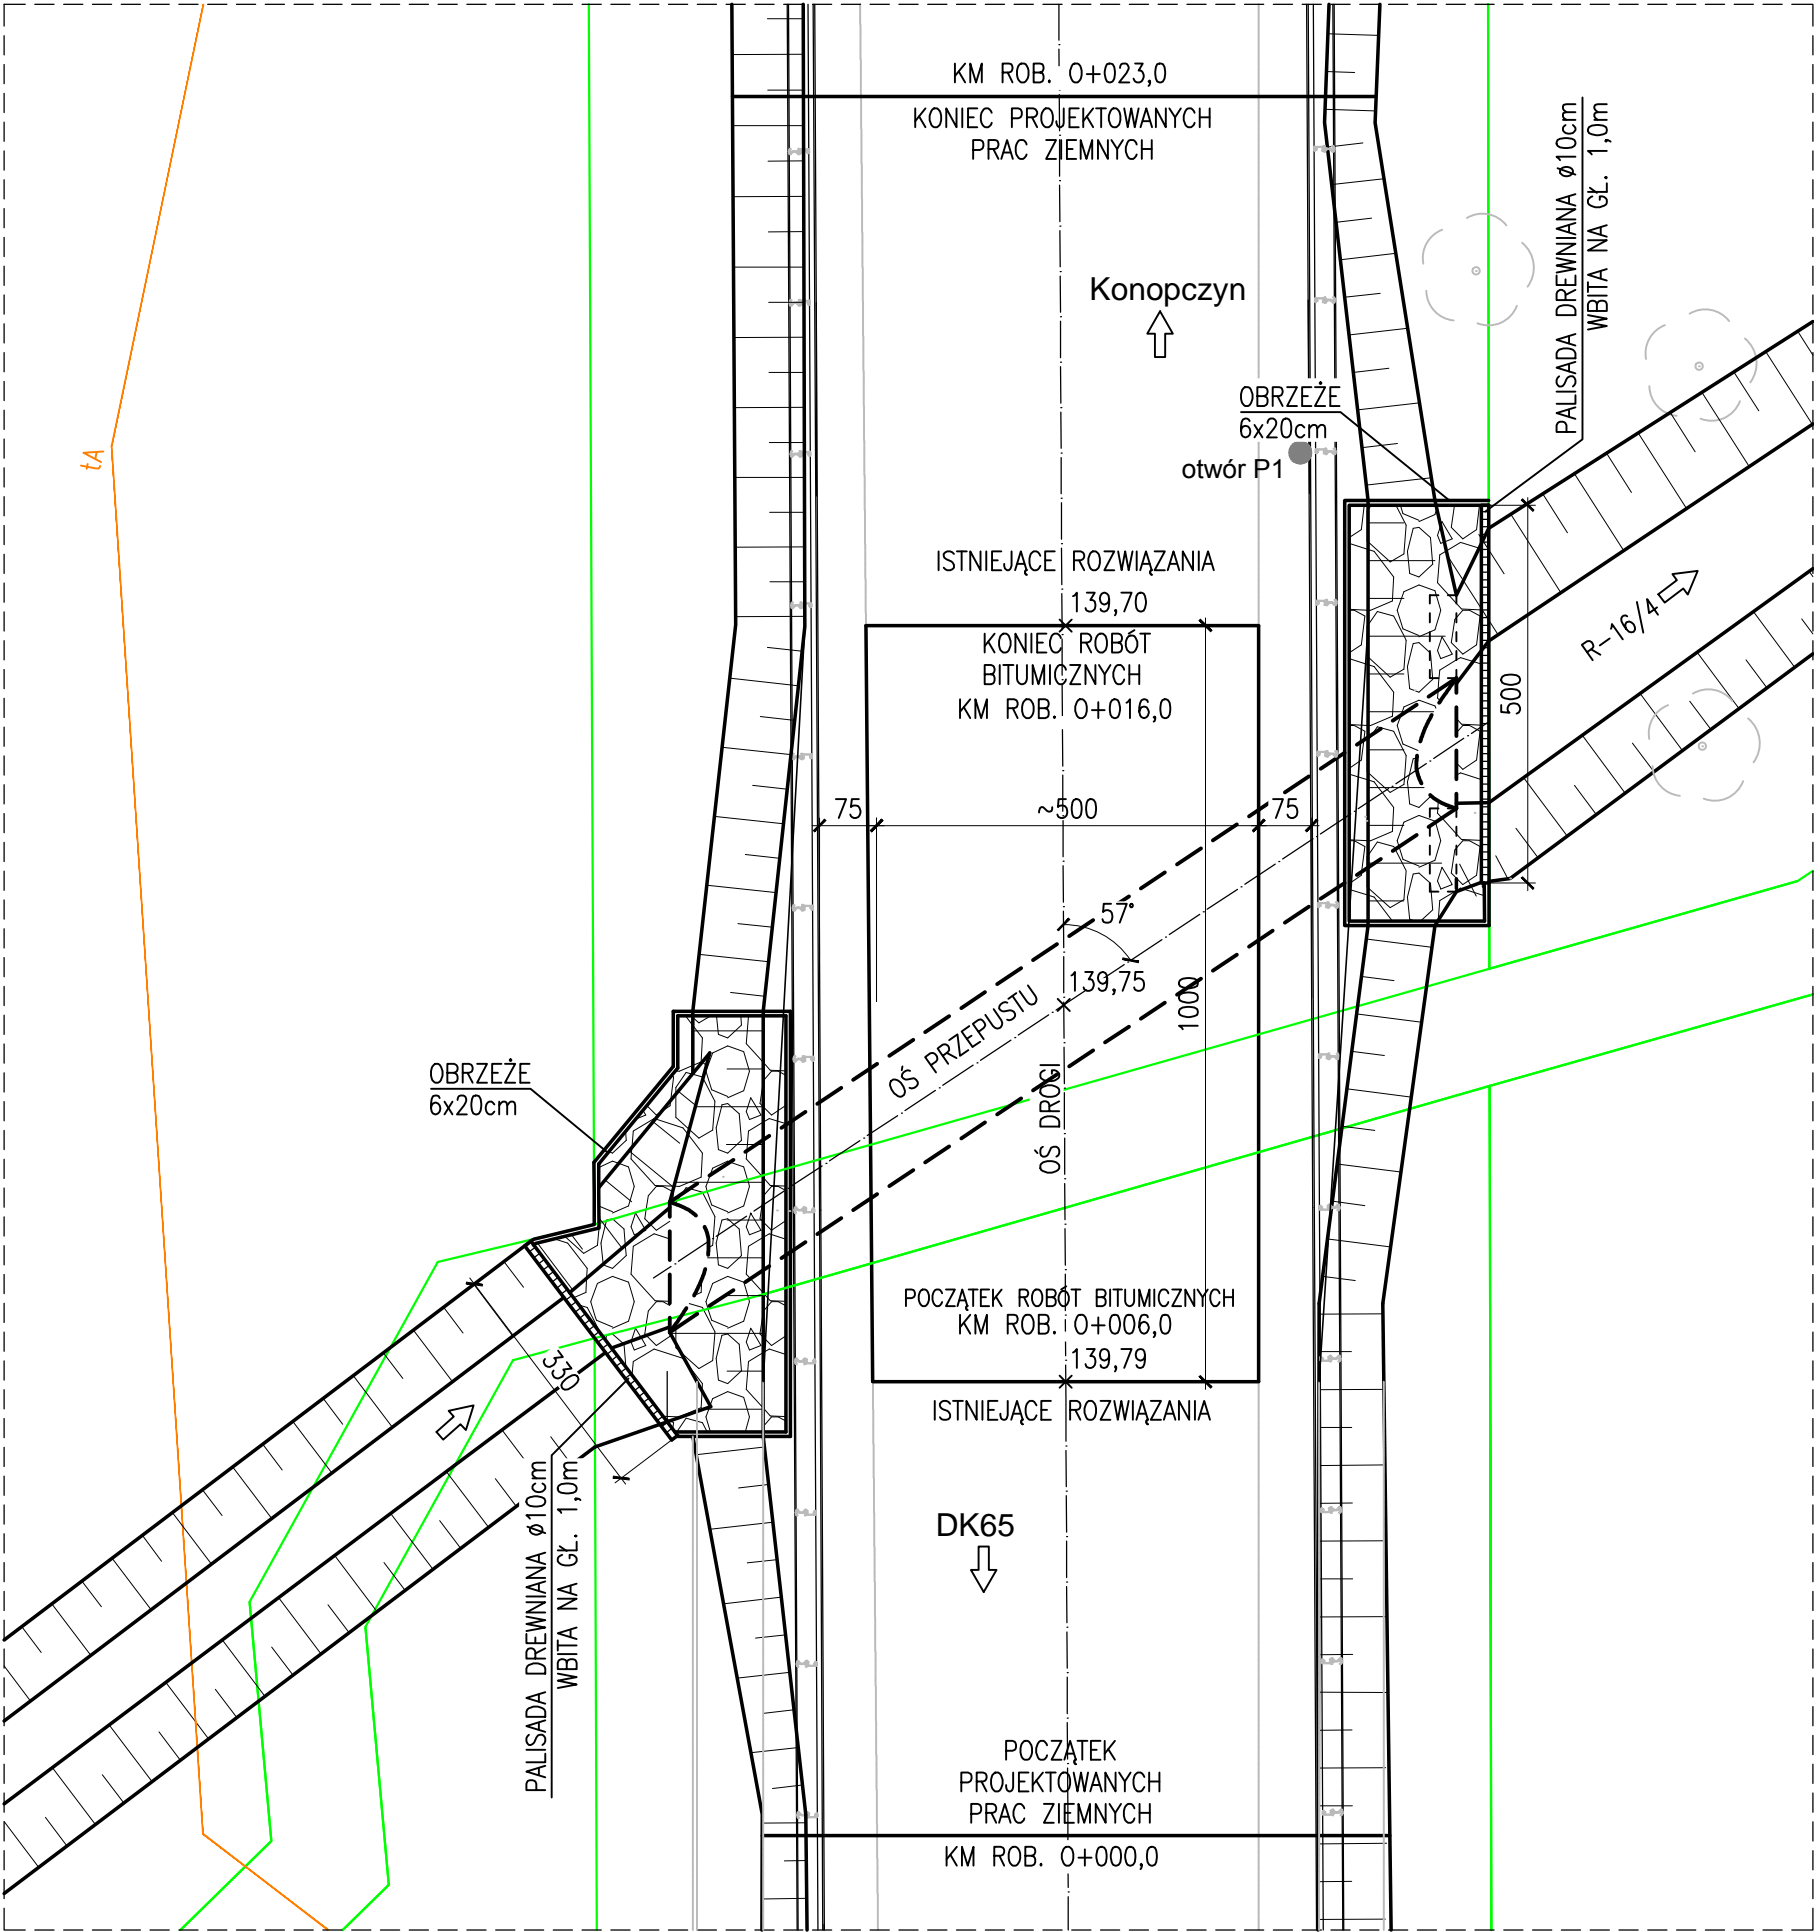 KM ROB. 0+023,0
KONIEC PROJEKTOWANYCH
PRAC ZIEMNYCH
PALISADA DREWNIANA ø10cm
WBITA NA GŁ. 1,0m
Konopczyn
OBRZEŻE
6x20cm
otwór P1
tA
ISTNIEJĄCE ROZWIĄZANIA
139,70
KONIEC ROBÓT
BITUMICZNYCH
KM ROB. 0+016,0
R-16/4
500
75
~500
75
57°
139,75
1000
OŚ PRZEPUSTU
OŚ DROGI
OBRZEŻE
6x20cm
POCZĄTEK ROBÓT BITUMICZNYCH
KM ROB. 0+006,0
139,79
330
ISTNIEJĄCE ROZWIĄZANIA
PALISADA DREWNIANA ø10cm
WBITA NA GŁ. 1,0m
DK65
POCZĄTEK
PROJEKTOWANYCH
PRAC ZIEMNYCH
KM ROB. 0+000,0